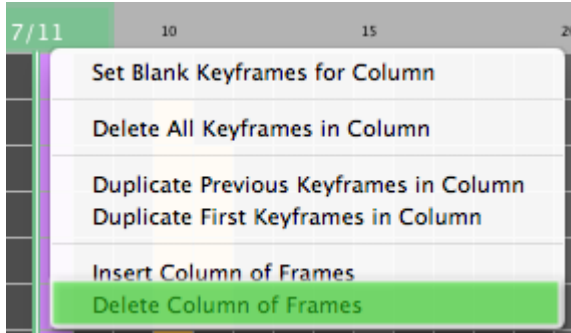 7/11 10 15
Set Blank Keyframes for Column
Delete All Keyframes in Column
Duplicate Previous Keyframes in Column
Duplicate First Keyframes in Column
Insert Column of Frames
Delete Column of Frames